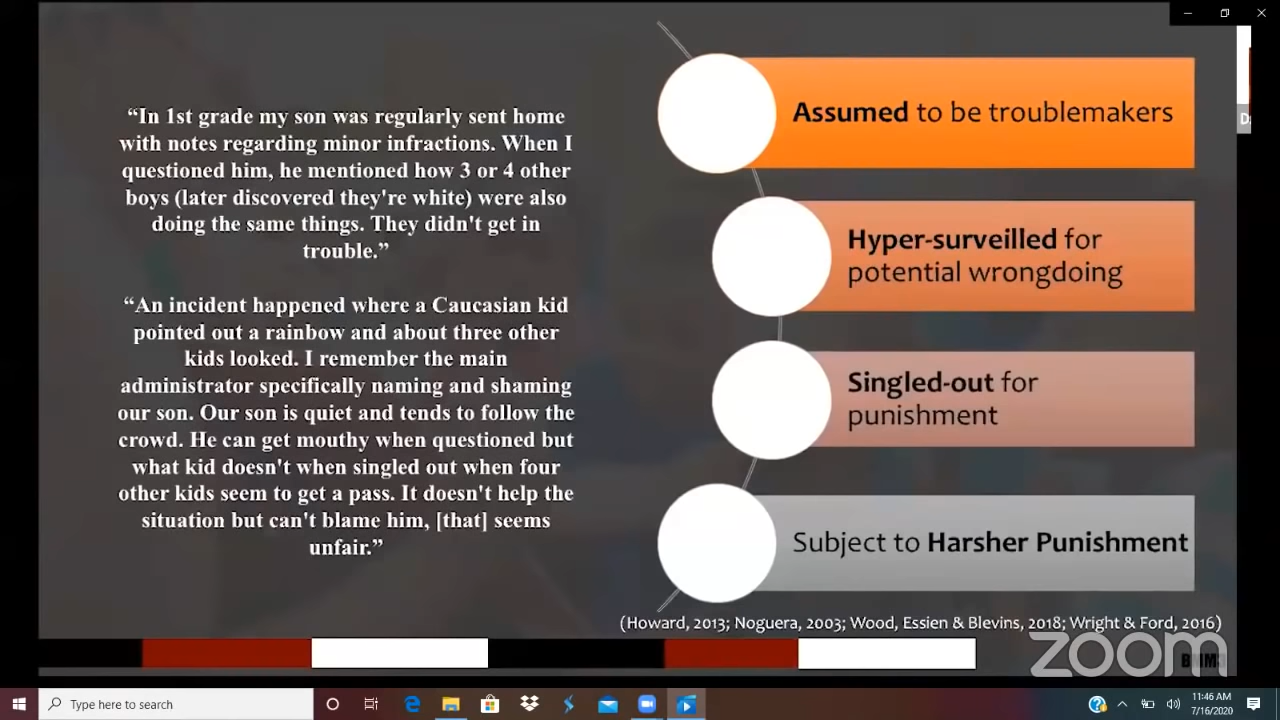 “In 1st grade my son was regularly sent home
with notes regarding minor infractions. When I
questioned him, he mentioned how 3 or 4 other
boys (later discovered they're white) were also
doing the same things. They didn't get in
trouble.”
“An incident happened where a Caucasian kid
pointed out a rainbow and about three other
kids looked. I remember the main
administrator specifically naming and shaming
our son. Our son is quiet and tends to follow the
crowd. He can get mouthy when questioned but
what kid doesn't when singled out when four
other kids seem to get a pass. It doesn't help the
situation but can't blame him, [that] seems
unfair.”
Assumed to be troublemakers
Hyper-surveilled for
potential wrongdoing
Singled-out for
punishment
Subject to Harsher Punishment
(Howard, 2013; Noguera, 2003; Wood, Essien & Blevins, 2018; Wright & Ford, 2016)
zoom
Type here to search
11:46 AM
7/16/2020